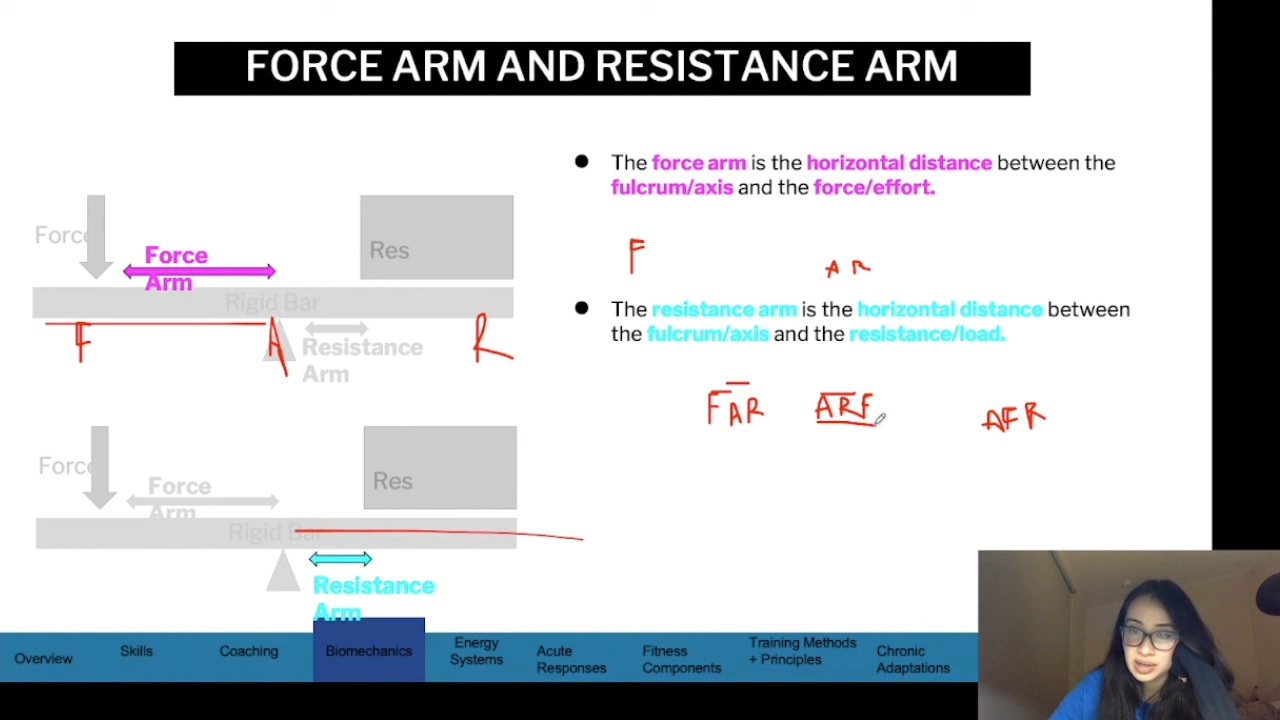 FORCE ARM AND RESISTANCE ARM
The force arm is the horizontal distance between the
fulcrum/axis and the force/effort.
Force
Force
Arm
Res
Rigid Bar
F
A R
F
A
R
Resistance
Arm
The resistance arm is the horizontal distance between
the fulcrum/axis and the resistance/load.
FAR ARF AFR
Force
Force
Arm
Res
Rigid Bar
Resistance
Arm
Overview
Skills
Coaching
Biomechanics
Energy
Systems
Acute
Responses
Fitness
Components
Training Methods
+ Principles
Chronic
Adaptations